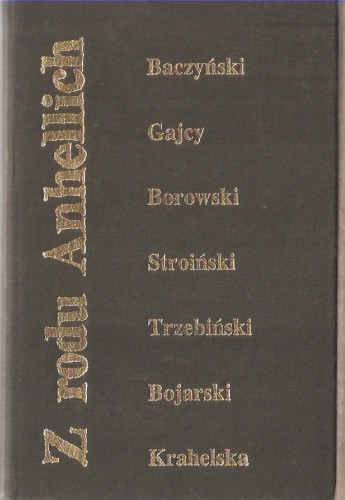 Z rodu Anhellich
Baczyński
Gajcy
Borowski
Stroiński
Trzebiński
Bojarski
Krahelska